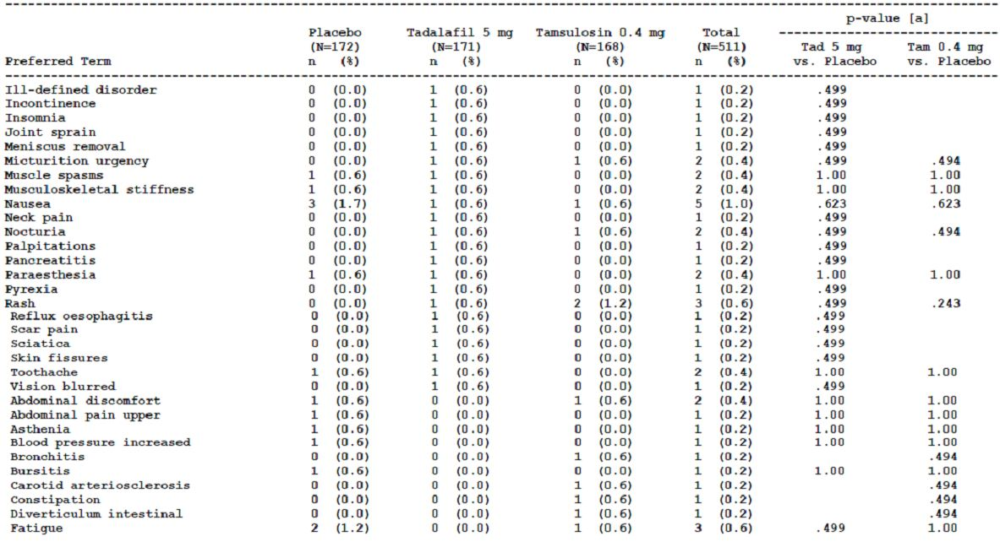 p-value [a]
Placebo Tadalafil 5 mg Tamsulosin 0.4 mg Total
(N=172) (N=171) (N=168) (N=511) Tad 5 mg Tam 0.4 mg
Preferred Term n (%) n (%) n (%) n (%) vs. Placebo vs. Placebo
Ill-defined disorder 0 (0.0) 1 (0.6) 0 (0.0) 1 (0.2) .499
Incontinence 0 (0.0) 1 (0.6) 0 (0.0) 1 (0.2) .499
Insomnia 0 (0.0) 1 (0.6) 0 (0.0) 1 (0.2) .499
Joint sprain 0 (0.0) 1 (0.6) 0 (0.0) 1 (0.2) .499
Meniscus removal 0 (0.0) 1 (0.6) 0 (0.0) 1 (0.2) .499
Micturition urgency 0 (0.0) 1 (0.6) 1 (0.6) 2 (0.4) .499 .494
Muscle spasms 1 (0.6) 1 (0.6) 0 (0.0) 2 (0.4) 1.00 1.00
Musculoskeletal stiffness 1 (0.6) 1 (0.6) 0 (0.0) 2 (0.4) 1.00 1.00
Nausea 3 (1.7) 1 (0.6) 1 (0.6) 5 (1.0) .623 .623
Neck pain 0 (0.0) 1 (0.6) 0 (0.0) 1 (0.2) .499
Nocturia 0 (0.0) 1 (0.6) 1 (0.6) 2 (0.4) .499 .494
Palpitations 0 (0.0) 1 (0.6) 0 (0.0) 1 (0.2) .499
Pancreatitis 0 (0.0) 1 (0.6) 0 (0.0) 1 (0.2) .499
Paraesthesia 1 (0.6) 1 (0.6) 0 (0.0) 2 (0.4) 1.00 1.00
Pyrexia 0 (0.0) 1 (0.6) 0 (0.0) 1 (0.2) .499
Rash 0 (0.0) 1 (0.6) 2 (1.2) 3 (0.6) .499 .243
Reflux oesophagitis 0 (0.0) 1 (0.6) 0 (0.0) 1 (0.2) .499
Scar pain 0 (0.0) 1 (0.6) 0 (0.0) 1 (0.2) .499
Sciatica 0 (0.0) 1 (0.6) 0 (0.0) 1 (0.2) .499
Skin fissures 0 (0.0) 1 (0.6) 0 (0.0) 1 (0.2) .499
Toothache 1 (0.6) 1 (0.6) 0 (0.0) 2 (0.4) 1.00 1.00
Vision blurred 0 (0.0) 1 (0.6) 0 (0.0) 1 (0.2) .499
Abdominal discomfort 1 (0.6) 0 (0.0) 1 (0.6) 2 (0.4) 1.00 1.00
Abdominal pain upper 1 (0.6) 0 (0.0) 0 (0.0) 1 (0.2) 1.00 1.00
Asthenia 1 (0.6) 0 (0.0) 0 (0.0) 1 (0.2) 1.00 1.00
Blood pressure increased 1 (0.6) 0 (0.0) 0 (0.0) 1 (0.2) 1.00 1.00
Bronchitis 0 (0.0) 0 (0.0) 1 (0.6) 1 (0.2) .494
Bursitis 1 (0.6) 0 (0.0) 0 (0.0) 1 (0.2) 1.00 1.00
Carotid arteriosclerosis 0 (0.0) 0 (0.0) 1 (0.6) 1 (0.2) .494
Constipation 0 (0.0) 0 (0.0) 1 (0.6) 1 (0.2) .494
Diverticulum intestinal 0 (0.0) 0 (0.0) 1 (0.6) 1 (0.2) .494
Fatigue 2 (1.2) 0 (0.0) 1 (0.6) 3 (0.6) .499 1.00